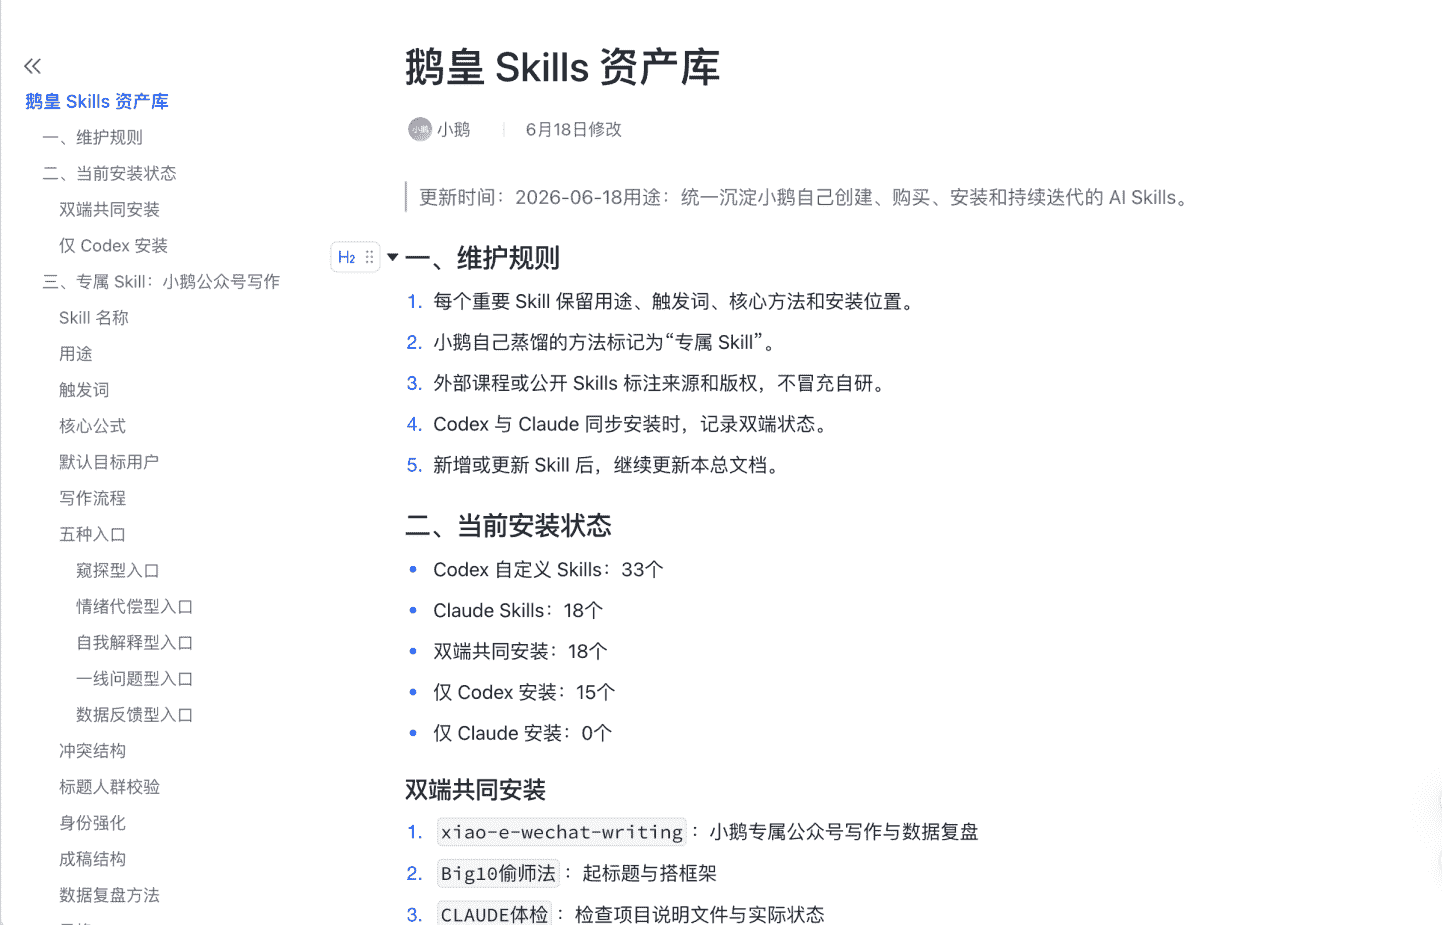 鹅皇 Skills 资产库
一、维护规则
二、当前安装状态
双端共同安装
仅 Codex 安装
三、专属 Skill：小鹅公众号写作
Skill 名称
用途
触发词
核心公式
默认目标用户
写作流程
五种入口
窥探型入口
情绪代偿型入口
自我解释型入口
一线问题型入口
数据反馈型入口
冲突结构
标题人群校验
身份强化
成稿结构
数据复盘方法
鹅皇 Skills 资产库
小鹅 小鹅 6月18日修改
更新时间：2026-06-18用途：统一沉淀小鹅自己创建、购买、安装和持续迭代的 AI Skills。
H2 一、维护规则
1. 每个重要 Skill 保留用途、触发词、核心方法和安装位置。
2. 小鹅自己蒸馏的方法标记为“专属 Skill”。
3. 外部课程或公开 Skills 标注来源和版权，不冒充自研。
4. Codex 与 Claude 同步安装时，记录双端状态。
5. 新增或更新 Skill 后，继续更新本总文档。
二、当前安装状态
• Codex 自定义 Skills：33个
• Claude Skills：18个
• 双端共同安装：18个
• 仅 Codex 安装：15个
• 仅 Claude 安装：0个
双端共同安装
1. xiao-e-wechat-writing：小鹅专属公众号写作与数据复盘
2. Big10偷师法：起标题与搭框架
3. CLAUDE体检：检查项目说明文件与实际状态